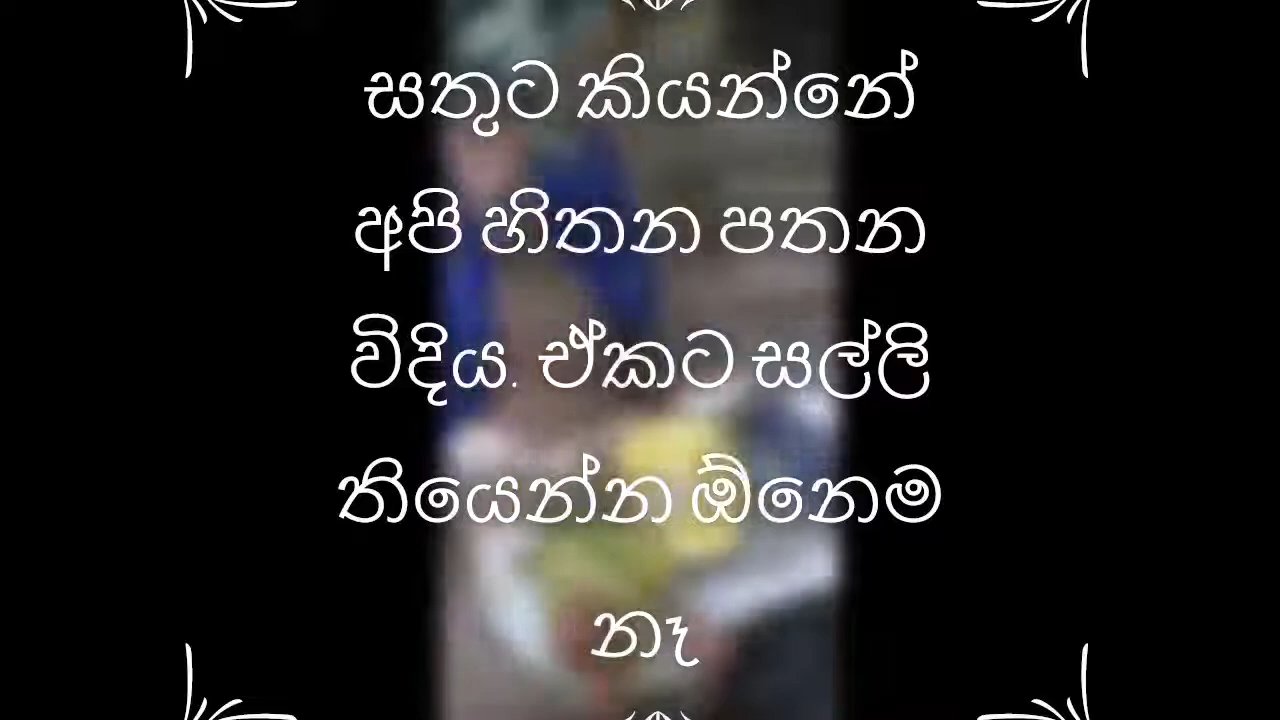 සතුට කියන්නේ
අපි හිතන පතන
විදිය. ඒකට සල්ලි
තියෙන්න ඕනෙම
නෑ